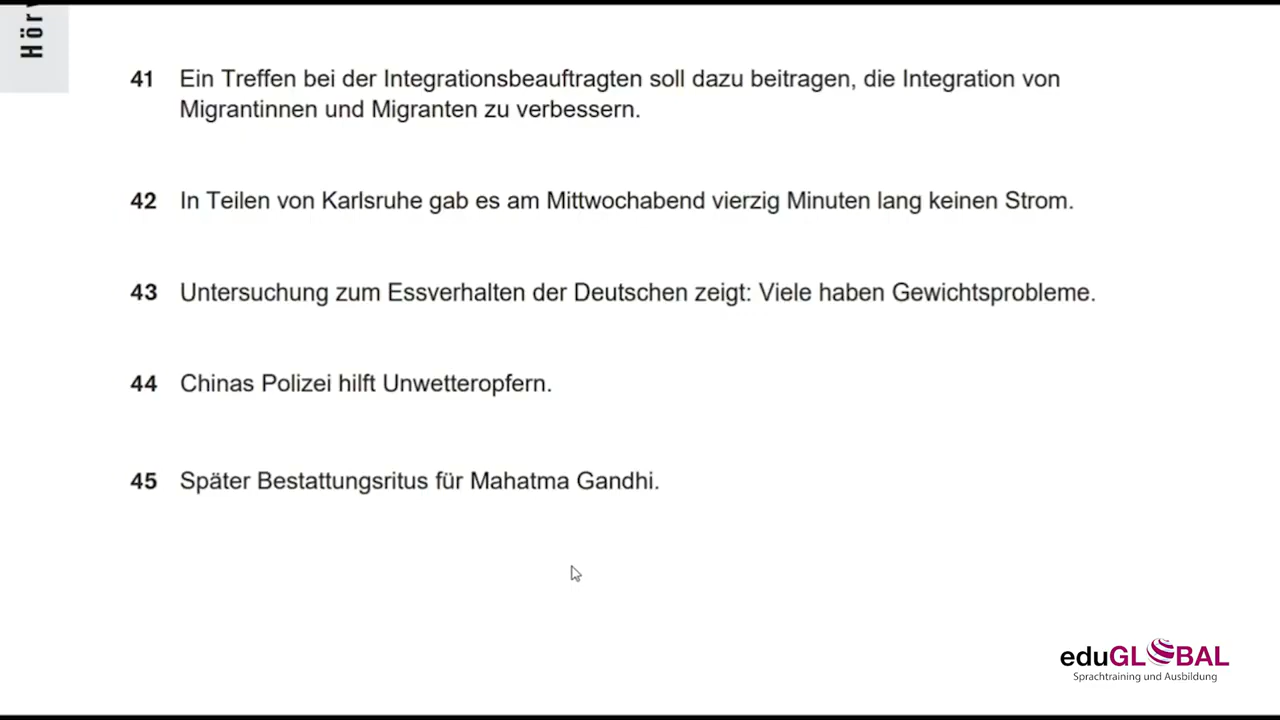 Hör
41 Ein Treffen bei der Integrationsbeauftragten soll dazu beitragen, die Integration von
Migrantinnen und Migranten zu verbessern.
42 In Teilen von Karlsruhe gab es am Mittwochabend vierzig Minuten lang keinen Strom.
43 Untersuchung zum Essverhalten der Deutschen zeigt: Viele haben Gewichtsprobleme.
44 Chinas Polizei hilft Unwetteropfern.
45 Später Bestattungsritus für Mahatma Gandhi.
eduGLOBAL
Sprachtraining und Ausbildung